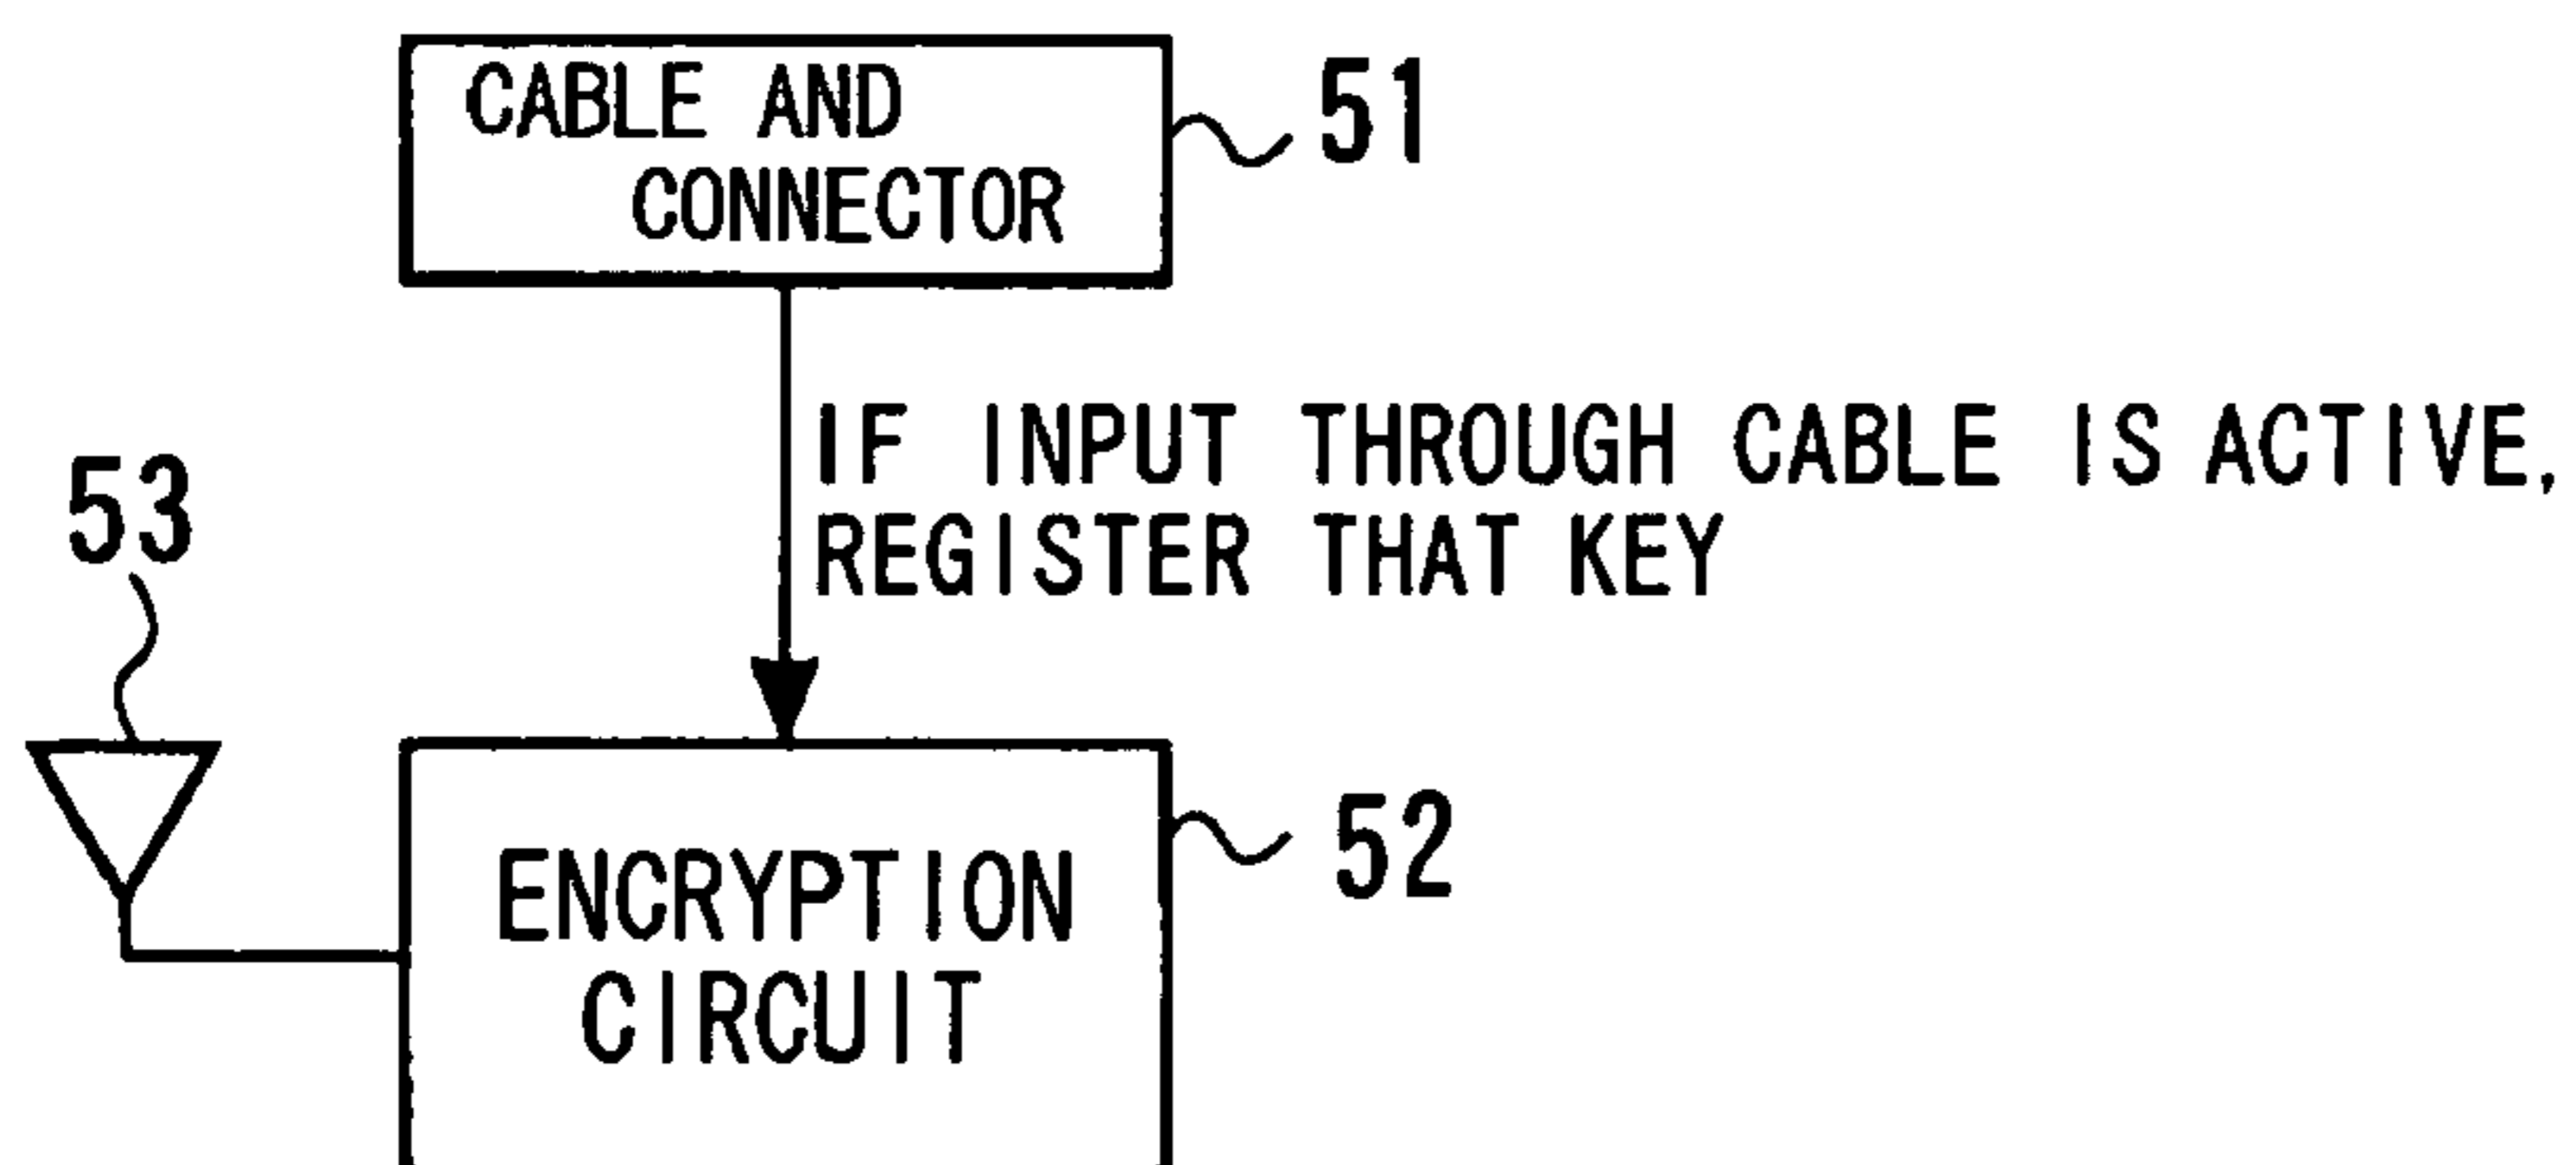 CABLE AND
CONNECTOR
51
IF INPUT THROUGH CABLE IS ACTIVE,
REGISTER THAT KEY
53
ENCRYPTION
CIRCUIT
52